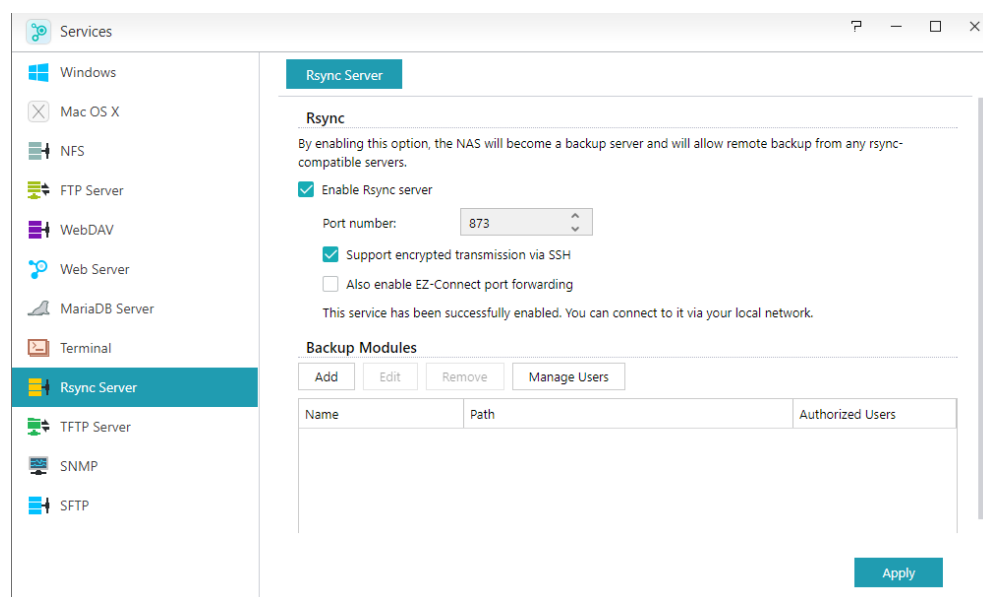 Services
Windows
Mac OS X
NFS
FTP Server
WebDAV
Web Server
MariaDB Server
Terminal
Rsync Server
TFTP Server
SNMP
SFTP
Rsync Server
Rsync
By enabling this option, the NAS will become a backup server and will allow remote backup from any rsync-
compatible servers.
Enable Rsync server
Port number: 873
Support encrypted transmission via SSH
Also enable EZ-Connect port forwarding
This service has been successfully enabled. You can connect to it via your local network.
Backup Modules
Add Edit Remove Manage Users
Name Path Authorized Users
Apply